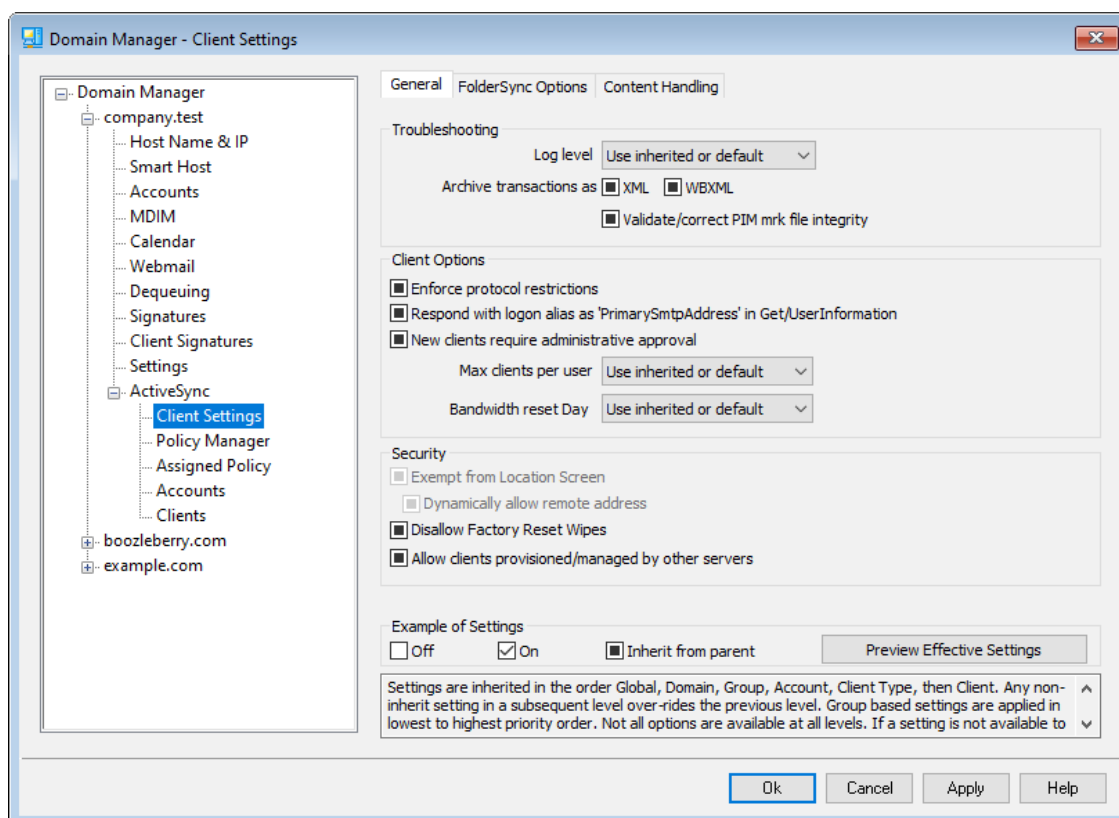 Domain Manager - Client Settings
Domain Manager
company.test
Host Name & IP
Smart Host
Accounts
MDIM
Calendar
Webmail
Dequeuing
Signatures
Client Signatures
Settings
ActiveSync
Client Settings
Policy Manager
Assigned Policy
Accounts
Clients
boozleberry.com
example.com
General FolderSync Options Content Handling
Troubleshooting
Log level Use inherited or default
Archive transactions as XML WBXML
Validate/correct PIM mrk file integrity
Client Options
Enforce protocol restrictions
Respond with logon alias as 'PrimarySmtpAddress' in Get/UserInformation
New clients require administrative approval
Max clients per user Use inherited or default
Bandwidth reset Day Use inherited or default
Security
Exempt from Location Screen
Dynamically allow remote address
Disallow Factory Reset Wipes
Allow clients provisioned/managed by other servers
Example of Settings
Off On Inherit from parent Preview Effective Settings
Settings are inherited in the order Global, Domain, Group, Account, Client Type, then Client. Any non-
inherit setting in a subsequent level over-rides the previous level. Group based settings are applied in
lowest to highest priority order. Not all options are available at all levels. If a setting is not available to
Ok Cancel Apply Help